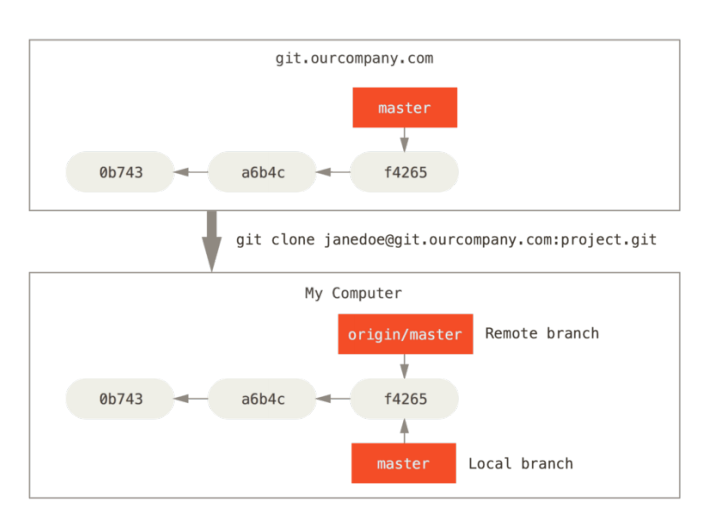 git.ourcompany.com
master
0b743 a6b4c f4265
git clone janedoe@git.ourcompany.com:project.git
My Computer
origin/master Remote branch
0b743 a6b4c f4265
master Local branch